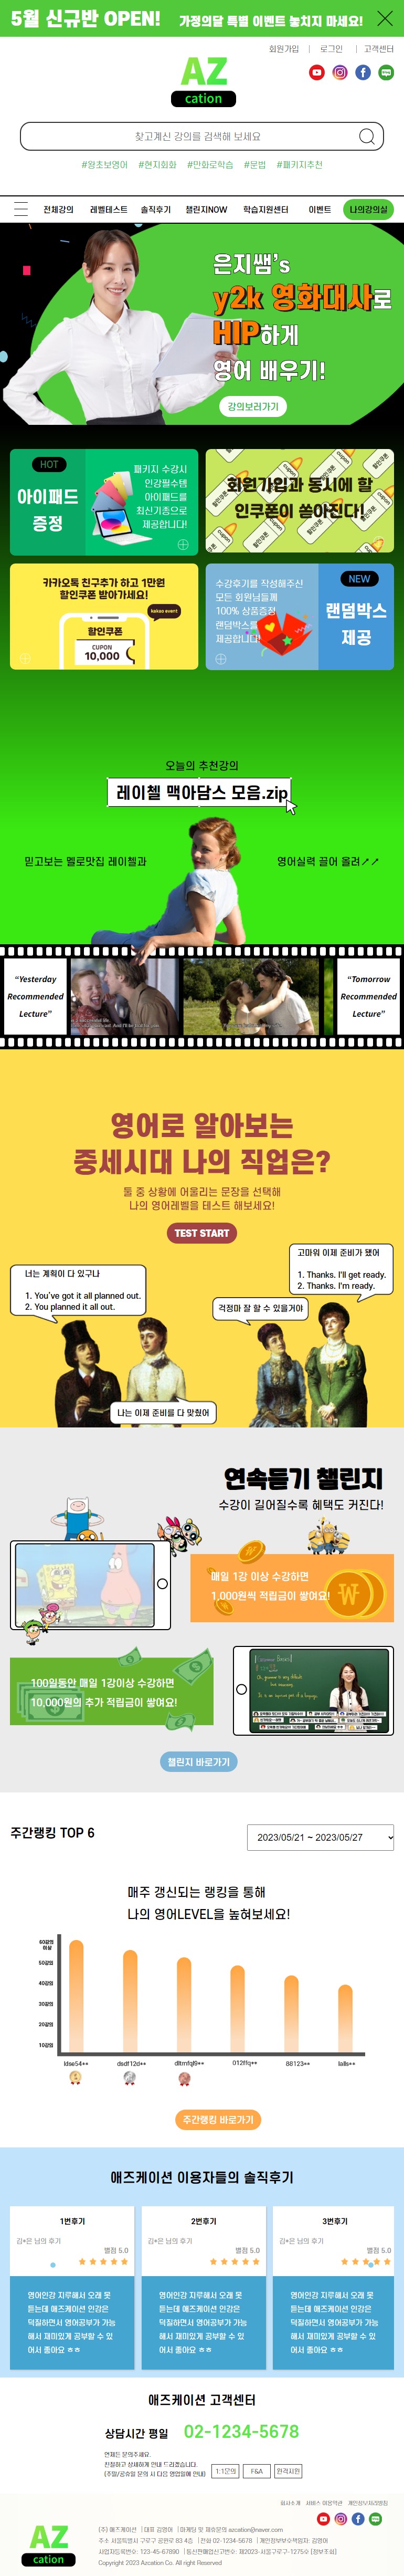 5월 신규반 OPEN! 가정의달 특별 이벤트 놓치지 마세요!
회원가입 | 로그인 | 고객센터
AZ
cation
찾고계신 강의를 검색해 보세요
#왕초보영어 #현지회화 #만화로학습 #문법 #패키지추천
전체강의 레벨테스트 솔직후기 챌린지NOW 학습지원센터 이벤트 나의강의실
은지쌤's
y2k 영화대사로
HIP하게
영어 배우기!
강의보러가기
HOT
아이패드
증정
패키지 수강시
인강필수템
아이패드를
최신기종으로
제공합니다!
회원가입과 동시에 할
인쿠폰이 쏟아진다!
카카오톡 친구추가 하고 1만원
할인쿠폰 받아가세요!
kakao event
할인쿠폰
CUPON
10,000
수강후기를 작성해주신
모든 회원님들께
100% 상품증정
랜덤박스를
제공합니다!
NEW
랜덤박스
제공
오늘의 추천강의
레이첼 맥아담스 모음.zip
믿고보는 멜로맛집 레이첼과
영어실력 끌어 올려↗↗
“Yesterday
Recommended
Lecture”
“Tomorrow
Recommended
Lecture”
영어로 알아보는
중세시대 나의 직업은?
둘 중 상황에 어울리는 문장을 선택해
나의 영어레벨을 테스트 해보세요!
TEST START
고마워 이제 준비가 됐어
1. Thanks. I'll get ready.
2. Thanks. I'm ready.
너는 계획이 다 있구나
1. You've got it all planned out.
2. You planned it all out.
걱정마 잘 할 수 있을거야
나는 이제 준비를 다 맞췄어
연속듣기 챌린지
수강이 길어질수록 혜택도 커진다!
매일 1강 이상 수강하면
1,000원씩 적립금이 쌓여요!
100일동안 매일 1강이상 수강하면
10,000원의 추가 적립금이 쌓여요!
챌린지 바로가기
주간랭킹 TOP 6
2023/05/21 ~ 2023/05/27
매주 갱신되는 랭킹을 통해
나의 영어LEVEL을 높혀보세요!
60강의
이상
50강의
40강의
30강의
20강의
10강의
ldse54** dsdf12d** dltmfql9** 012ffq** 88123** lalls**
주간랭킹 바로가기
애즈케이션 이용자들의 솔직후기
1번후기
김*은 님의 후기
별점 5.0
영어인강 지루해서 오래 못
듣는데 애즈케이션 인강은
덕질하면서 영어공부가 가능
해서 재미있게 공부할 수 있
어서 좋아요 ㅎㅎ
2번후기
김*은 님의 후기
별점 5.0
영어인강 지루해서 오래 못
듣는데 애즈케이션 인강은
덕질하면서 영어공부가 가능
해서 재미있게 공부할 수 있
어서 좋아요 ㅎㅎ
3번후기
김*은 님의 후기
별점 5.0
영어인강 지루해서 오래 못
듣는데 애즈케이션 인강은
덕질하면서 영어공부가 가능
해서 재미있게 공부할 수 있
어서 좋아요 ㅎㅎ
애즈케이션 고객센터
상담시간 평일 02-1234-5678
언제든 문의주세요.
친절하고 상세하게 안내 드리겠습니다.
(주말/공휴일 문의 시 다음 영업일에 안내)
1:1문의 F&A 원격지원
회사소개 서비스 이용약관 개인정보처리방침
AZ
cation
(주) 애즈케이션 | 대표 김영애 | 마케팅 및 제휴문의 azcation@naver.com
주소 서울특별시 구로구 공원로 83 4층 | 전화 02-1234-5678 | 개인정보보호책임자: 김영애
사업자등록번호: 123-45-67890 | 통신판매업신고번호: 제2023-서울구로구-1275호 [정보조회]
Copyright 2023 Azcation Co. All right Reserved